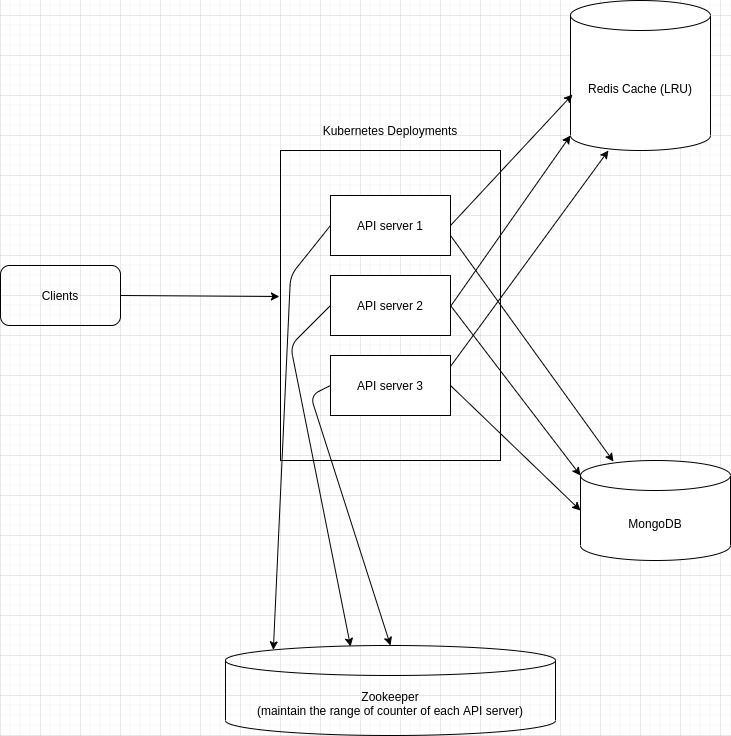 Redis Cache (LRU)
Kubernetes Deployments
API server 1
Clients
API server 2
API server 3
MongoDB
Zookeeper
(maintain the range of counter of each API server)